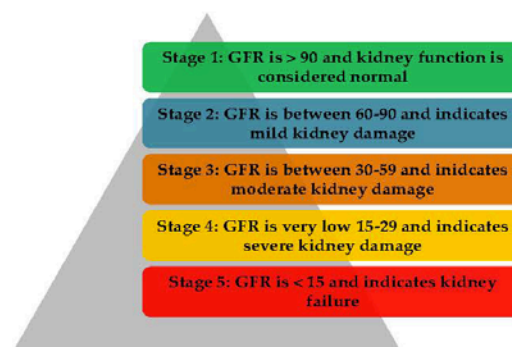 Stage 1: GFR is > 90 and kidney function is
considered normal
Stage 2: GFR is between 60-90 and indicates
mild kidney damage
Stage 3: GFR is between 30-59 and inidcates
moderate kidney damage
Stage 4: GFR is very low 15-29 and indicates
severe kidney damage
Stage 5: GFR is < 15 and indicates kidney
failure